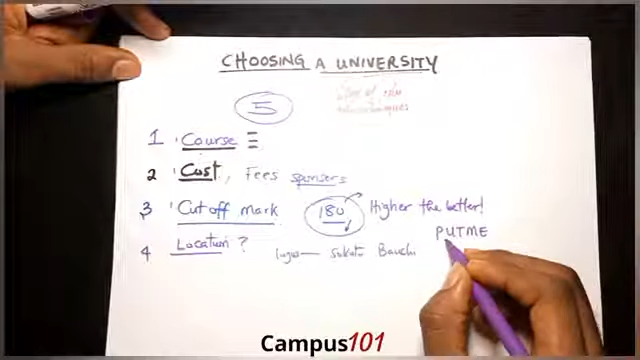 CHOOSING A UNIVERSITY
5
1 Course
2 Cost, Fees sponsers
3 Cut off mark 180 Higher the better!
PUTME
4 Location? lagos — Sokoto Bauchi
Campus101